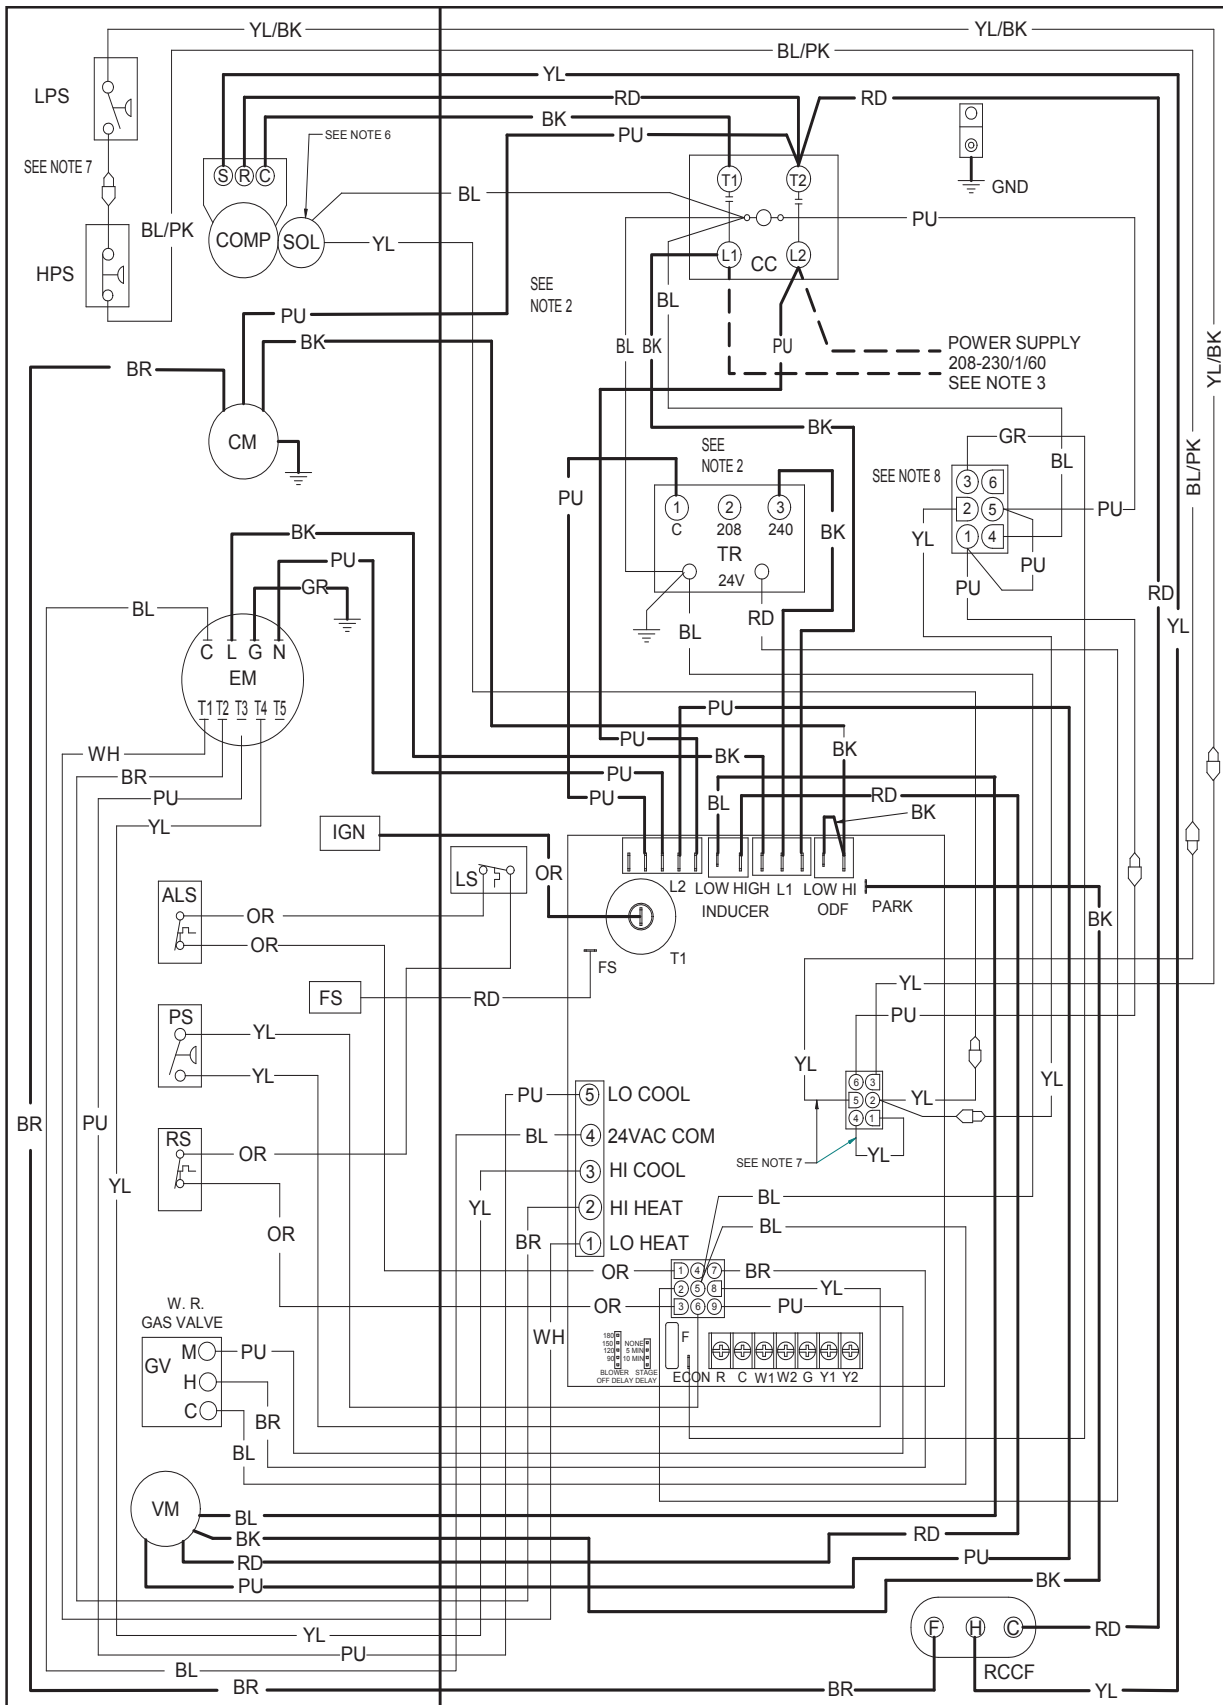 YL/BK
YL/BK
BL/PK
LPS
YL
RD
RD
BK
PU
SEE NOTE 6
SEE NOTE 7
S R C
T1 T2
GND
BL
BL/PK
COMP
SOL
YL
PU
HPS
L1 L2
CC
SEE
NOTE 2
BL
PU
BK
BL BK
PU
POWER SUPPLY
208-230/1/60
SEE NOTE 3
YL/BK
BR
CM
BK
GR
SEE
NOTE 2
SEE NOTE 8
BL
BL/PK
PU
1 2 3
C 208 240
TR
24V
BK
3 6
2 5
1 4
PU
YL
PU
PU
BK
PU
GR
BL
RD
BL
RD
YL
C L G N
EM
T1 T2 T3 T4 T5
PU
WH
BR
PU
YL
PU
BK
BK
PU
PU
BL
RD
BK
IGN
LS
OR
L2
LOW HIGH
INDUCER
L1
LOW HI
ODF
PARK
BK
ALS
OR
OR
T1
FS
FS
RD
YL
PS
YL
YL
PU
YL
YL
6 3
5 2
4 1
YL
YL
SEE NOTE 7
BR
PU
PU
5 LO COOL
BL
4 24VAC COM
3 HI COOL
2 HI HEAT
1 LO HEAT
RS
OR
OR
YL
YL
BR
BL
BL
OR
1 4 7
2 5 8
3 6 9
BR
YL
OR
PU
W. R.
GAS VALVE
GV
M
H
C
PU
BR
BL
WH
180
150
120
90
BLOWER
OFF DELAY
NONE
5 MIN
10 MIN
STAGE
DELAY
F
ECON R C W1 W2 G Y1 Y2
VM
BL
BK
RD
RD
PU
PU
BK
YL
PU
BL
BR
BR
F H C
RCCF
RD
YL